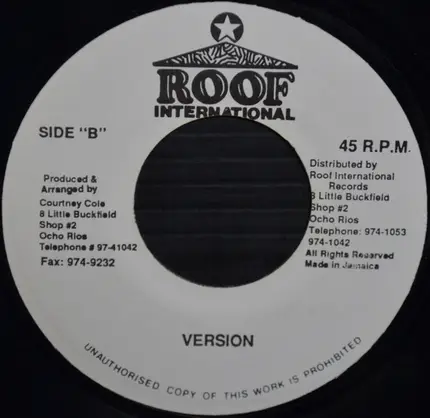 ROOF
INTERNATIONAL
SIDE "B"
45 R.P.M.
Produced &
Arranged by
Courtney Cole
8 Little Buckfield
Shop #2
Ocho Rios
Telephone # 97-41042
Fax: 974-9232
Distributed by
Roof International
Records
8 Little Buckfield
Shop #2
Ocho Rios
Telephone: 974-1053
974-1042
All Rights Reserved
Made in Jamaica
VERSION
UNAUTHORISED COPY OF THIS WORK IS PROHIBITED